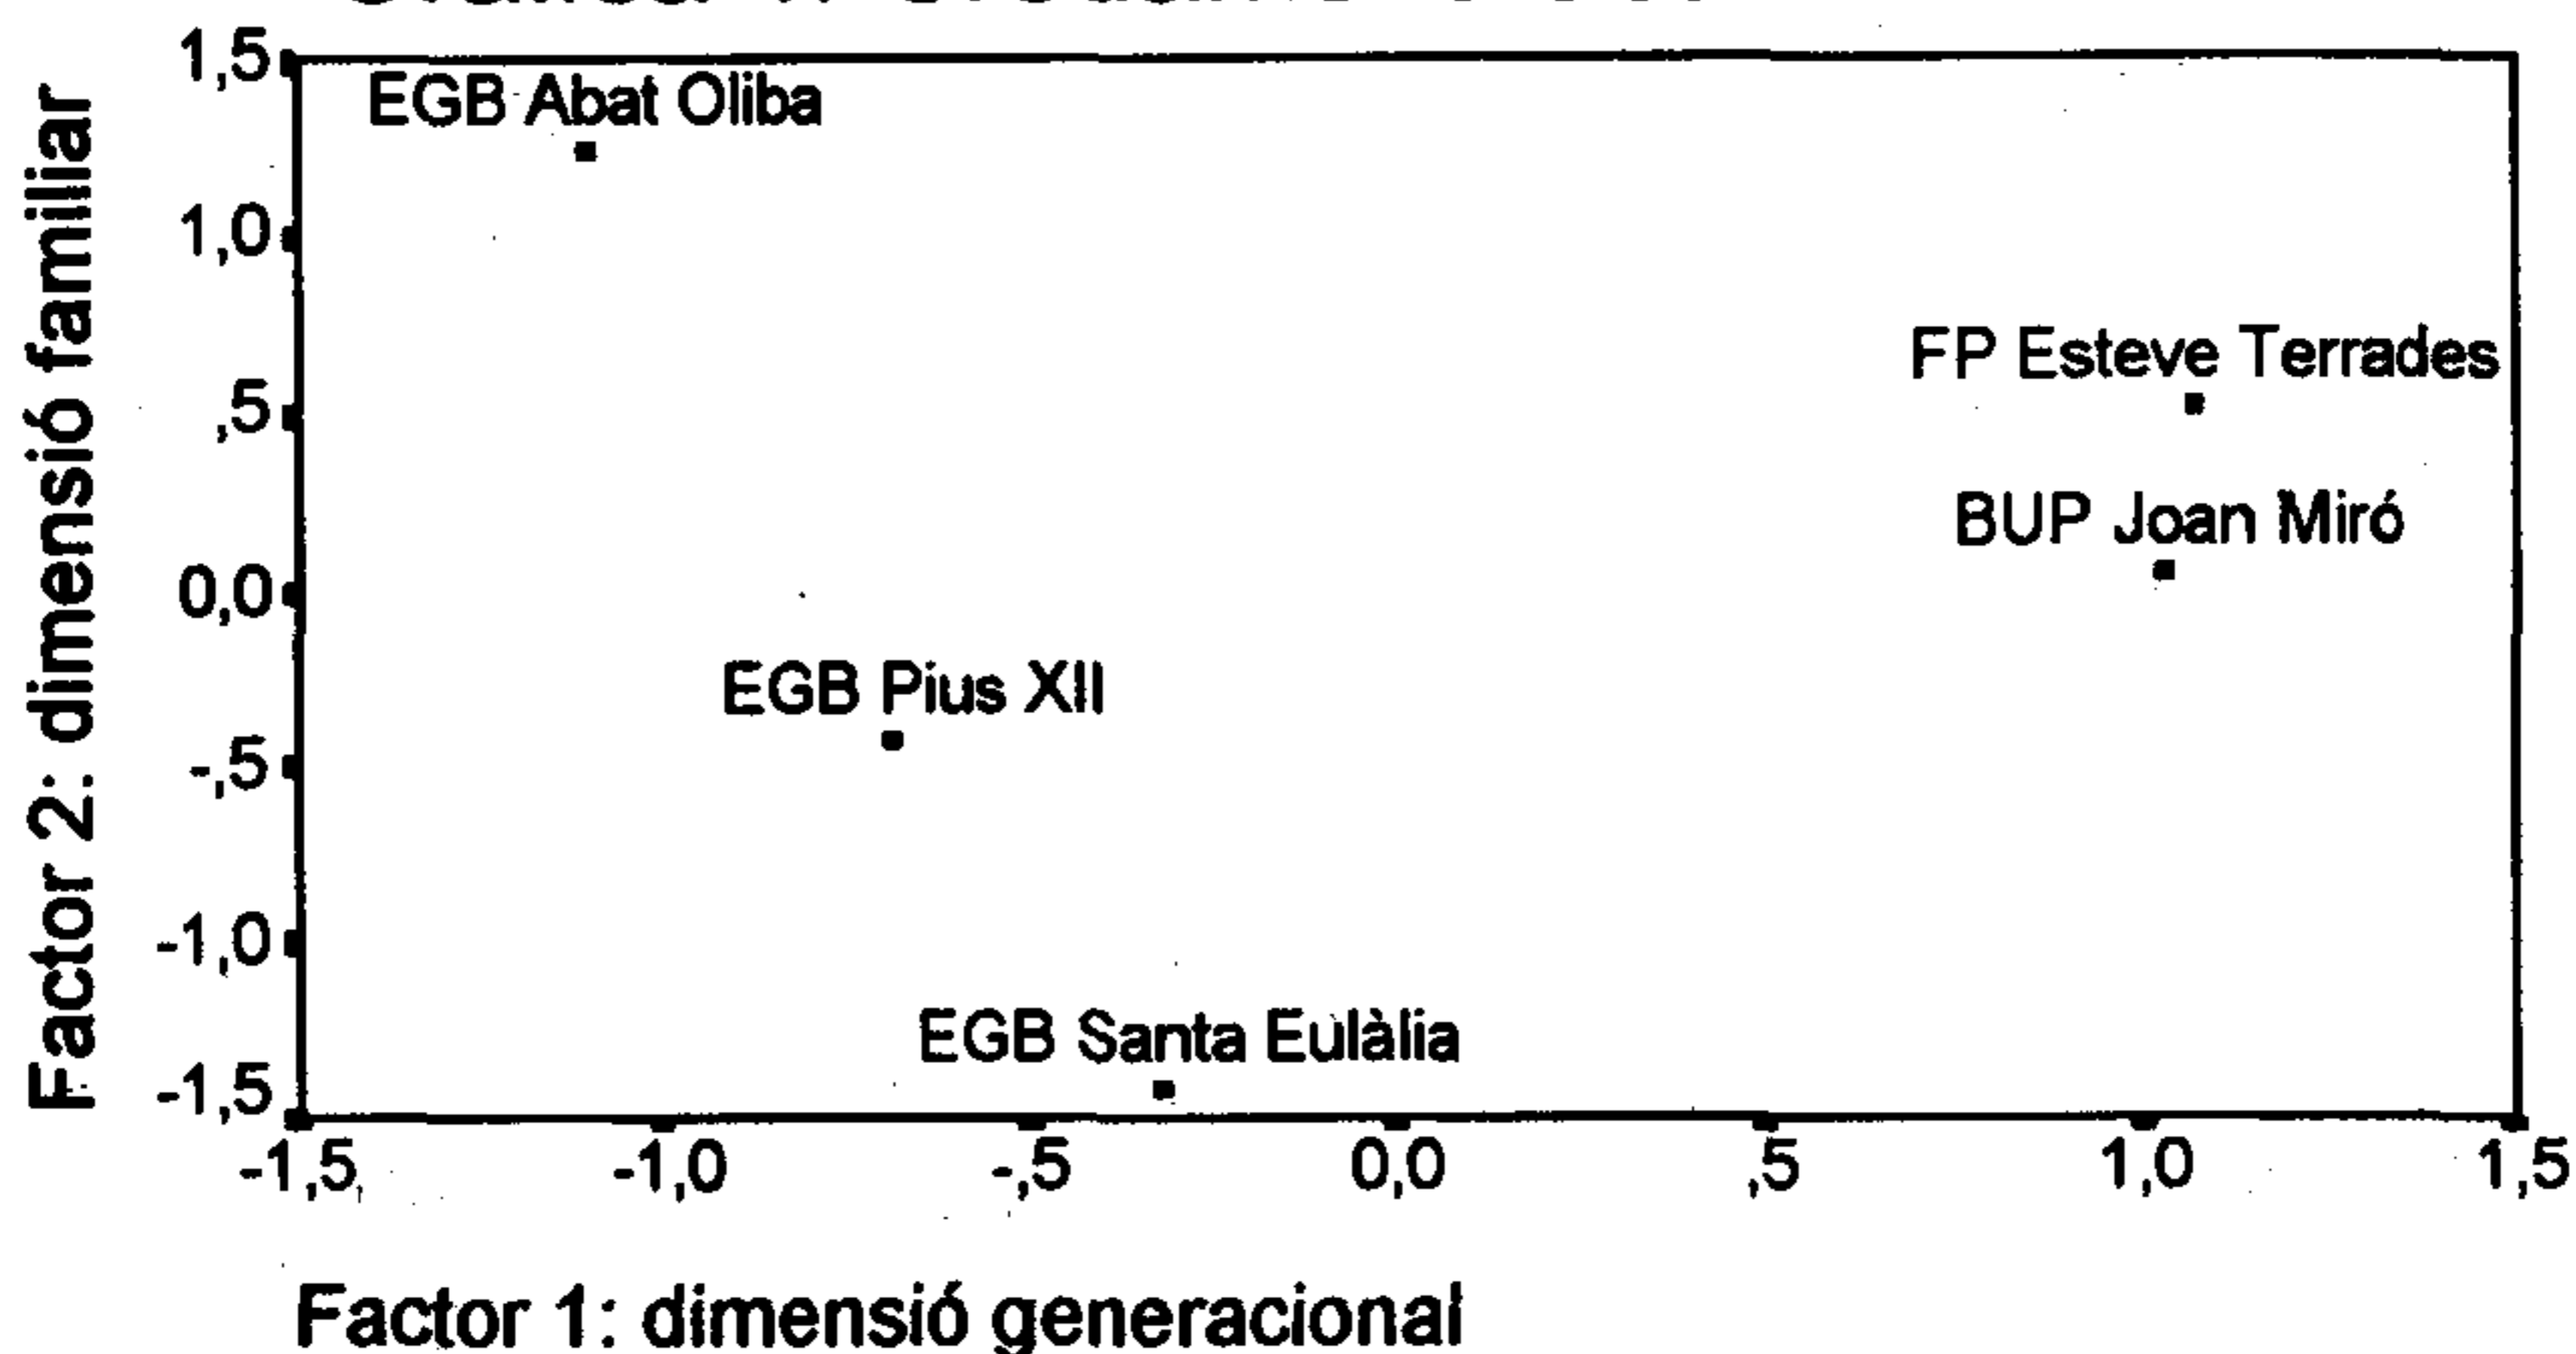 1,5
EGB Abat Oliba
1,0
FP Esteve Terrades
,5
BUP Joan Miró
0,0
EGB Pius XII
-,5
-1,0
EGB Santa Eulàlia
-1,5
-1,5 -1,0 -,5 0,0 ,5 1,0 1,5
Factor 2: dimensió familiar
Factor 1: dimensió generacional